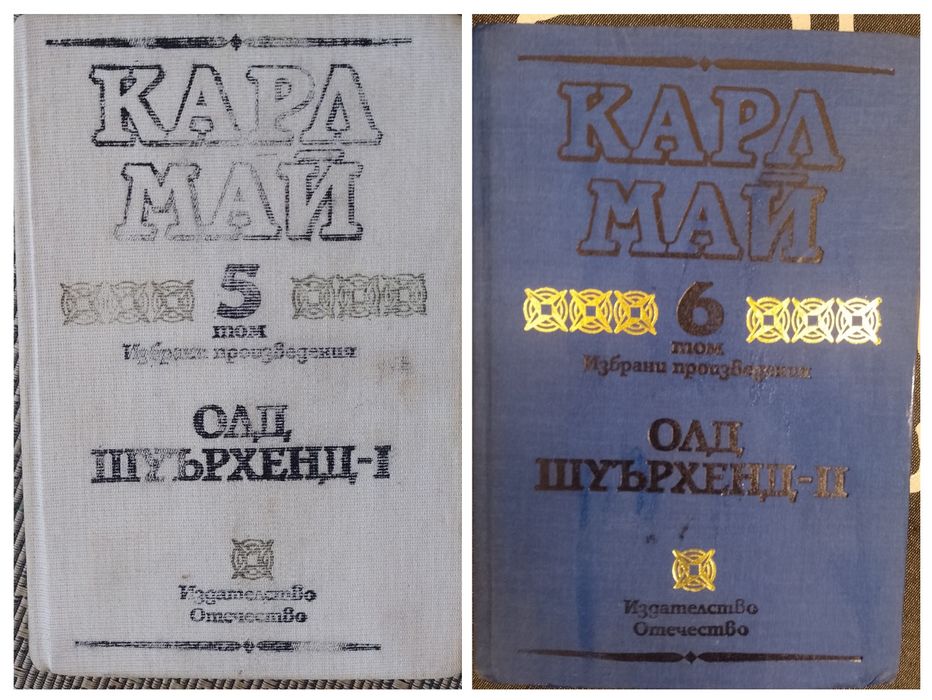 КАРЛ
МАЙ
5
том
Избрани произведения
ОЛД
ШУЪРХЕНД-I
Издателство
Отечество
КАРЛ
МАЙ
6
том
Избрани произведения
ОЛД
ШУЪРХЕНД-II
Издателство
Отечество